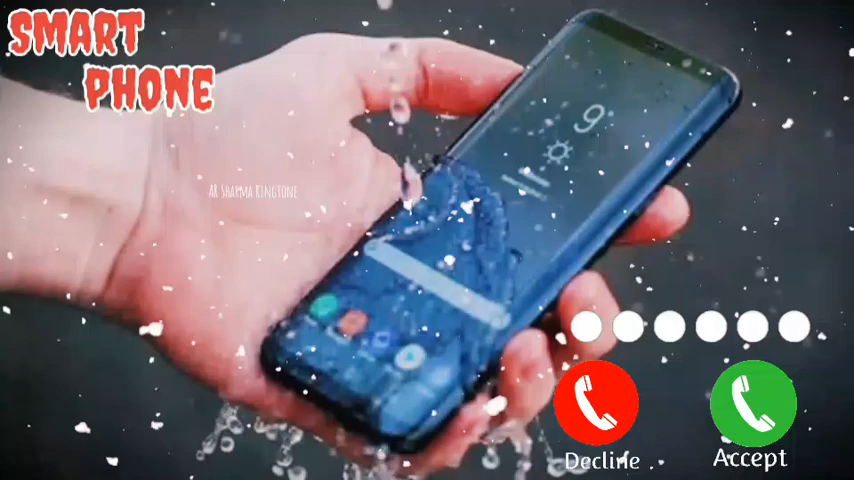 SMART
PHONE
AR SHARMA RINGTONE
9°
Decline
Accept